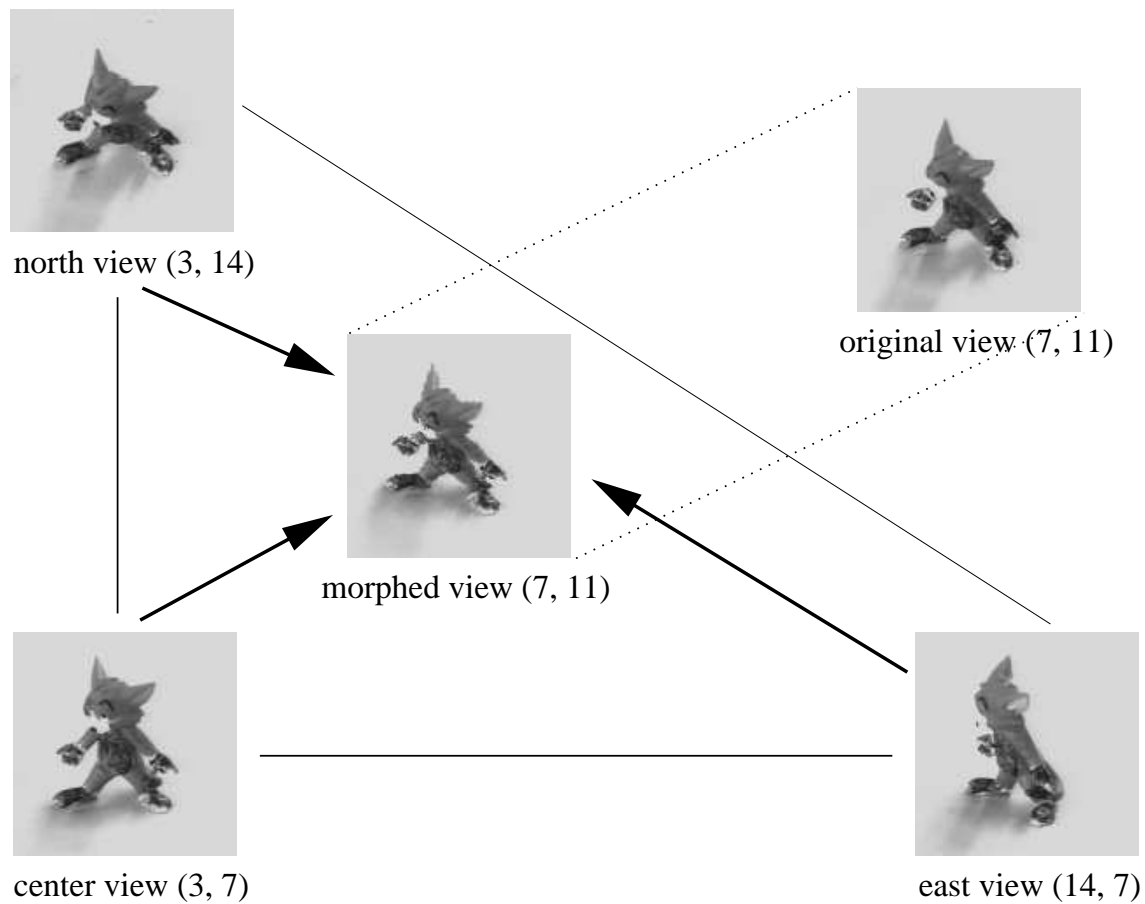 north view (3, 14)
original view (7, 11)
morphed view (7, 11)
center view (3, 7)
east view (14, 7)